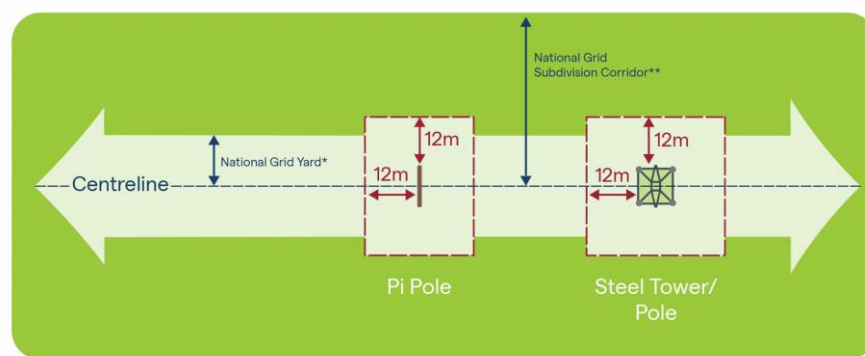 National Grid
Subdivision Corridor**
12m
12m
National Grid Yard*
12m
12m
Centreline
Pi Pole
Steel Tower/
Pole